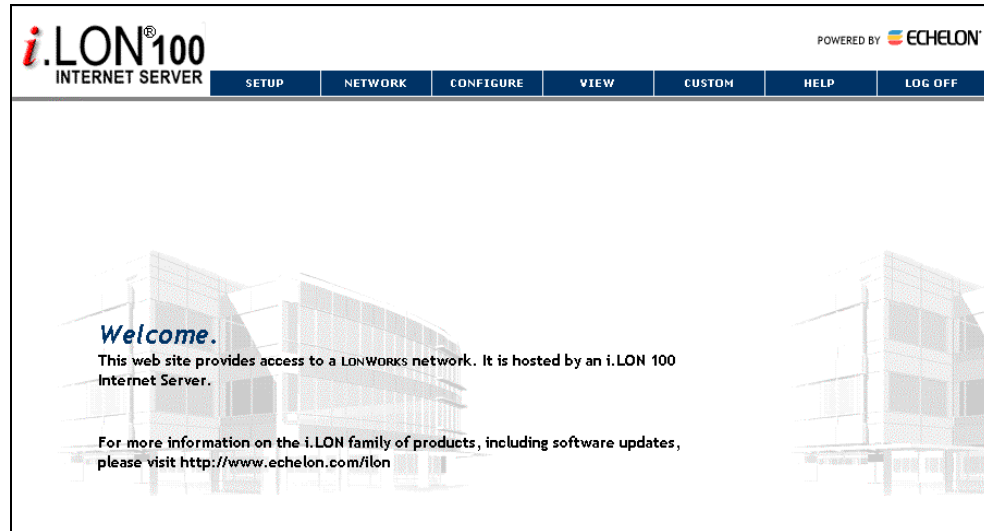 i.LON®100
INTERNET SERVER
POWERED BY ECHELON®
SETUP NETWORK CONFIGURE VIEW CUSTOM HELP LOG OFF
Welcome.
This web site provides access to a LONWORKS network. It is hosted by an i.LON 100
Internet Server.
For more information on the i.LON family of products, including software updates,
please visit http://www.echelon.com/ilon